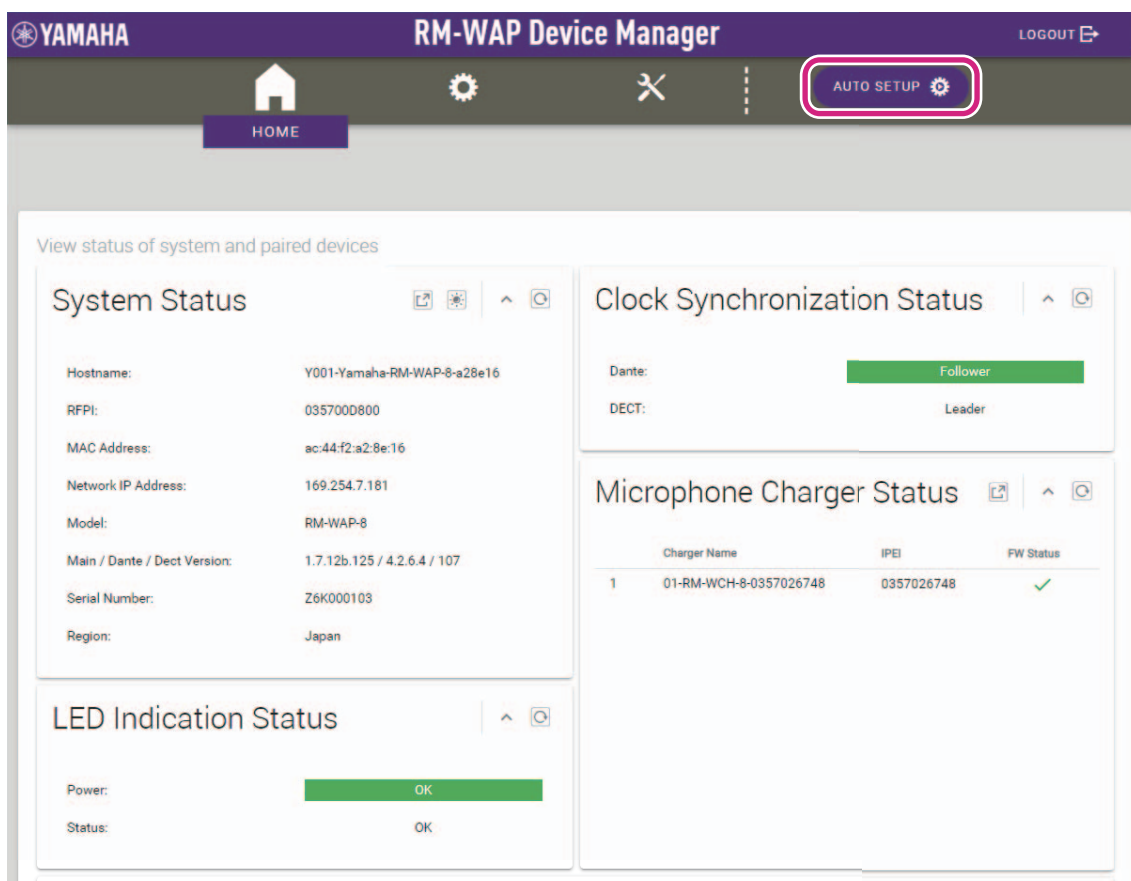 YAMAHA
RM-WAP Device Manager
LOGOUT
AUTO SETUP
HOME
View status of system and paired devices
System Status
Hostname: Y001-Yamaha-RM-WAP-8-a28e16
RFPI: 035700D800
MAC Address: ac:44:f2:a2:8e:16
Network IP Address: 169.254.7.181
Model: RM-WAP-8
Main / Dante / Dect Version: 1.7.12b.125 / 4.2.6.4 / 107
Serial Number: Z6K000103
Region: Japan
LED Indication Status
Power: OK
Status: OK
Clock Synchronization Status
Dante: Follower
DECT: Leader
Microphone Charger Status
Charger Name IPEI FW Status
1 01-RM-WCH-8-0357026748 0357026748